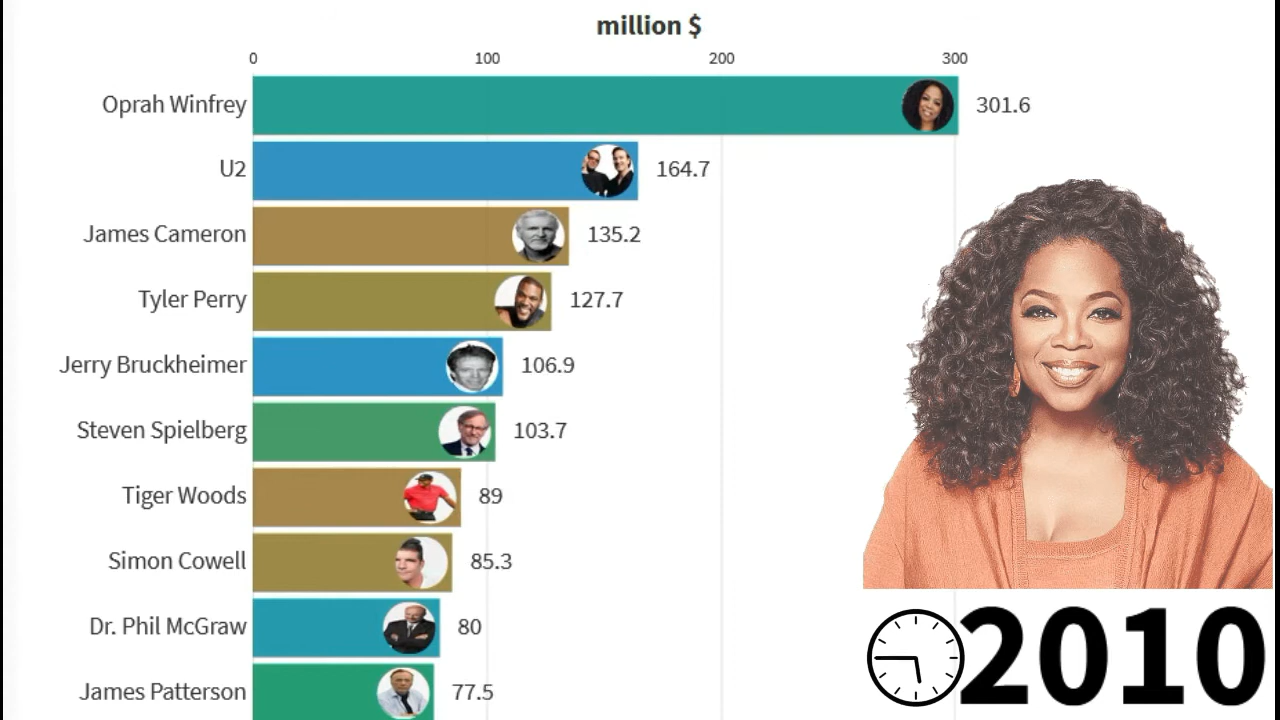 million $
0 100 200 300
Oprah Winfrey 301.6
U2 164.7
James Cameron 135.2
Tyler Perry 127.7
Jerry Bruckheimer 106.9
Steven Spielberg 103.7
Tiger Woods 89
Simon Cowell 85.3
Dr. Phil McGraw 80
James Patterson 77.5
2010